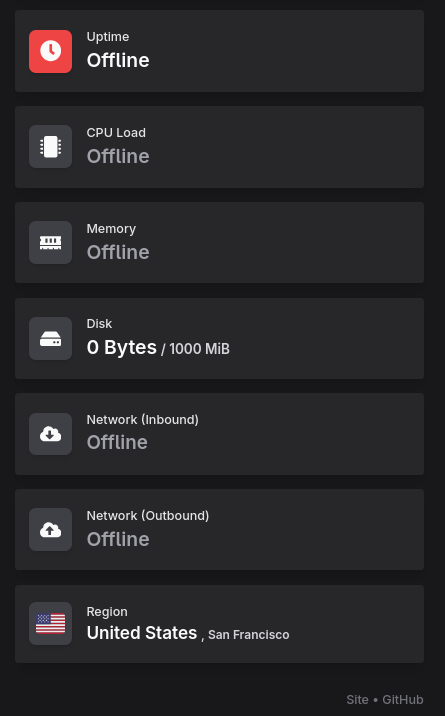 Uptime
Offline
CPU Load
Offline
Memory
Offline
Disk
0 Bytes / 1000 MiB
Network (Inbound)
Offline
Network (Outbound)
Offline
Region
United States , San Francisco
Site • GitHub